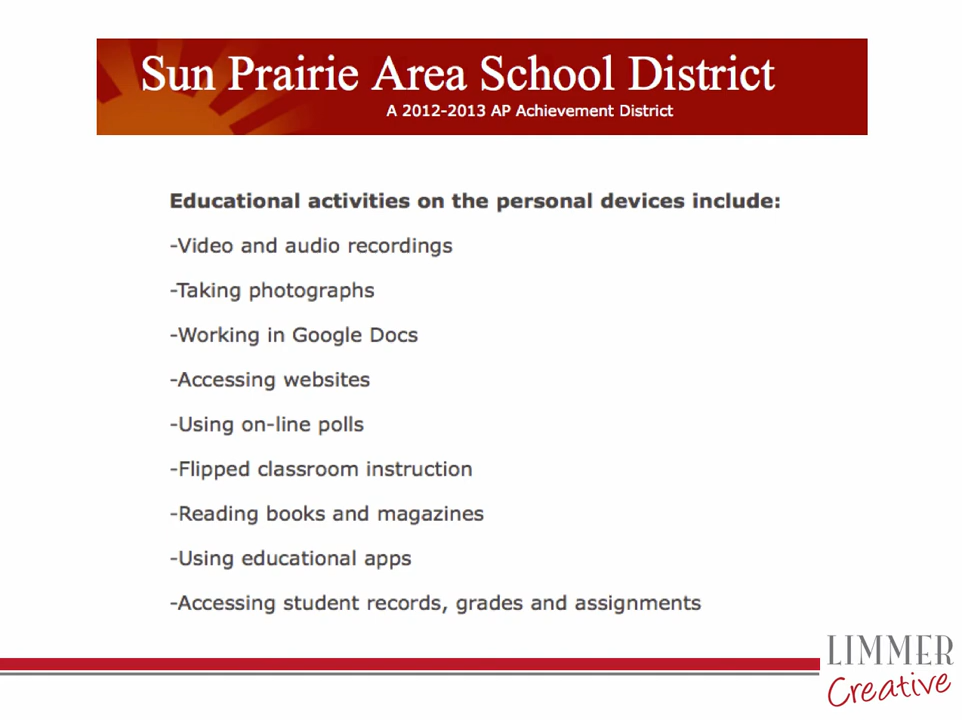 Sun Prairie Area School District
A 2012-2013 AP Achievement District
Educational activities on the personal devices include:
-Video and audio recordings
-Taking photographs
-Working in Google Docs
-Accessing websites
-Using on-line polls
-Flipped classroom instruction
-Reading books and magazines
-Using educational apps
-Accessing student records, grades and assignments
LIMMER
Creative